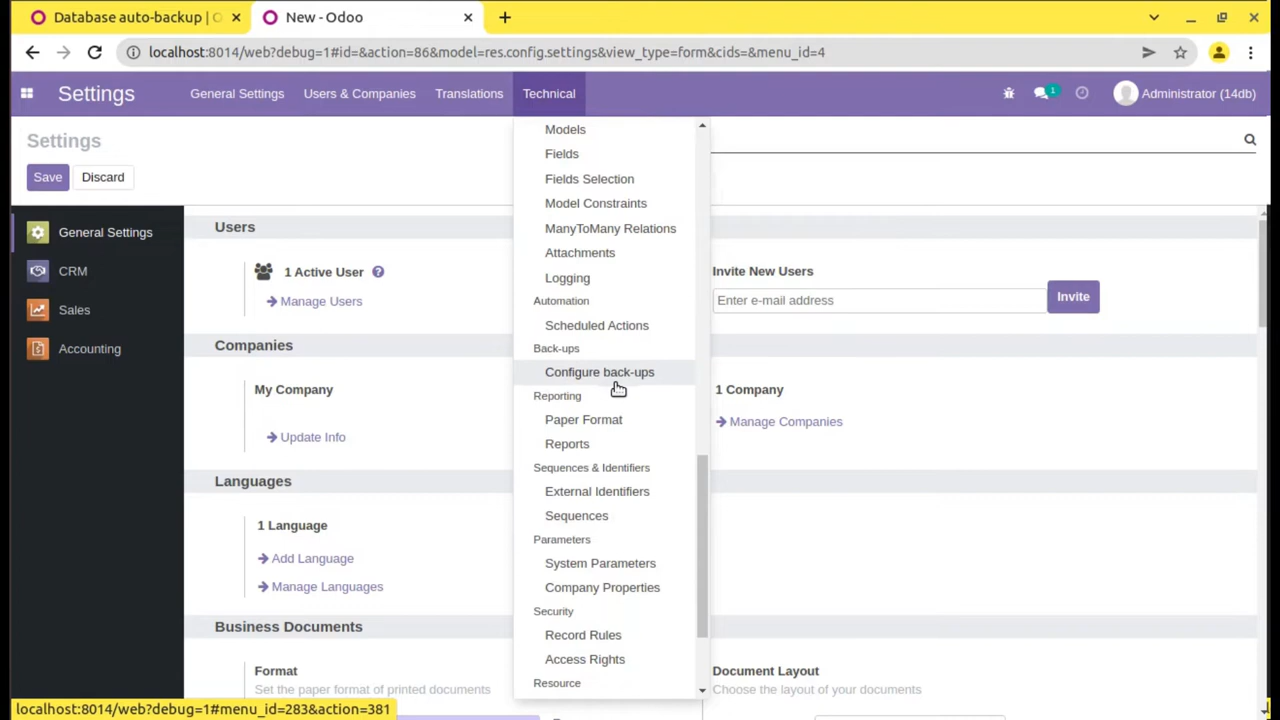 Database auto-backup | O
New - Odoo
localhost:8014/web?debug=1#id=&action=86&model=res.config.settings&view_type=form&cids=&menu_id=4
Settings
General Settings
Users & Companies
Translations
Technical
1
Administrator (14db)
Settings
Save
Discard
General Settings
CRM
Sales
Accounting
Users
1 Active User ?
Manage Users
Invite New Users
Enter e-mail address
Invite
Companies
My Company
Update Info
1 Company
Manage Companies
Languages
1 Language
Add Language
Manage Languages
Business Documents
Format
Set the paper format of printed documents
Document Layout
Choose the layout of your documents
Models
Fields
Fields Selection
Model Constraints
ManyToMany Relations
Attachments
Logging
Automation
Scheduled Actions
Back-ups
Configure back-ups
Reporting
Paper Format
Reports
Sequences & Identifiers
External Identifiers
Sequences
Parameters
System Parameters
Company Properties
Security
Record Rules
Access Rights
Resource
localhost:8014/web?debug=1#menu_id=283&action=381